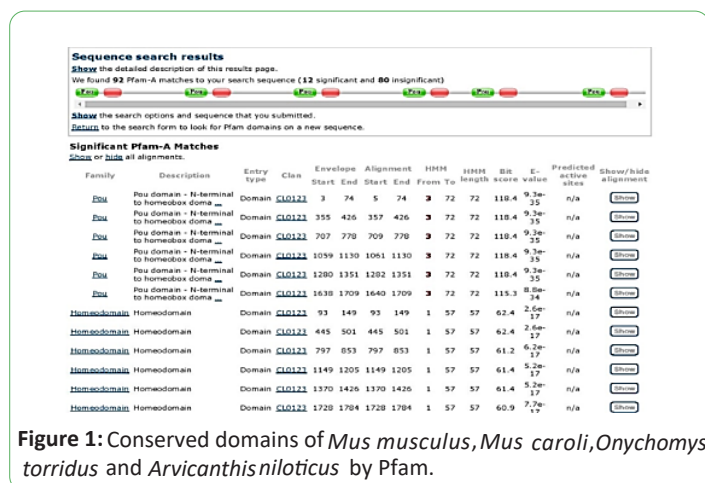 Sequence search results
Show the detailed description of this results page.
We found 92 Pfam-A matches to your search sequence (12 significant and 80 insignificant)
Pou Pou Pou Pou Pou Pou
Show the search options and sequence that you submitted.
Return to the search form to look for Pfam domains on a new sequence.
Significant Pfam-A Matches
Show or hide all alignments.
Family Description Entry type Clan Envelope Start End Alignment Start End HMM From To HMM length Bit score E-value Predicted active sites Show/hide alignment
Pou Pou domain - N-terminal to homeobox doma ... Domain CL0123 3 74 5 74 3 72 72 118.4 9.3e-35 n/a Show
Pou Pou domain - N-terminal to homeobox doma ... Domain CL0123 355 426 357 426 3 72 72 118.4 9.3e-35 n/a Show
Pou Pou domain - N-terminal to homeobox doma ... Domain CL0123 707 778 709 778 3 72 72 118.4 9.3e-35 n/a Show
Pou Pou domain - N-terminal to homeobox doma ... Domain CL0123 1059 1130 1061 1130 3 72 72 118.4 9.3e-35 n/a Show
Pou Pou domain - N-terminal to homeobox doma ... Domain CL0123 1280 1351 1282 1351 3 72 72 118.4 9.3e-35 n/a Show
Pou Pou domain - N-terminal to homeobox doma ... Domain CL0123 1638 1709 1640 1709 3 72 72 115.3 8.8e-34 n/a Show
Homeodomain Homeodomain Domain CL0123 93 149 93 149 1 57 57 62.4 2.6e-17 n/a Show
Homeodomain Homeodomain Domain CL0123 445 501 445 501 1 57 57 62.4 2.6e-17 n/a Show
Homeodomain Homeodomain Domain CL0123 797 853 797 853 1 57 57 61.2 6.2e-17 n/a Show
Homeodomain Homeodomain Domain CL0123 1149 1205 1149 1205 1 57 57 61.4 5.2e-17 n/a Show
Homeodomain Homeodomain Domain CL0123 1370 1426 1370 1426 1 57 57 61.4 5.2e-17 n/a Show
Homeodomain Homeodomain Domain CL0123 1728 1784 1728 1784 1 57 57 60.9 7.7e-17 n/a Show
Figure 1: Conserved domains of Mus musculus,Mus caroli,Onychomys
torridus and Arvicanthis niloticus by Pfam.